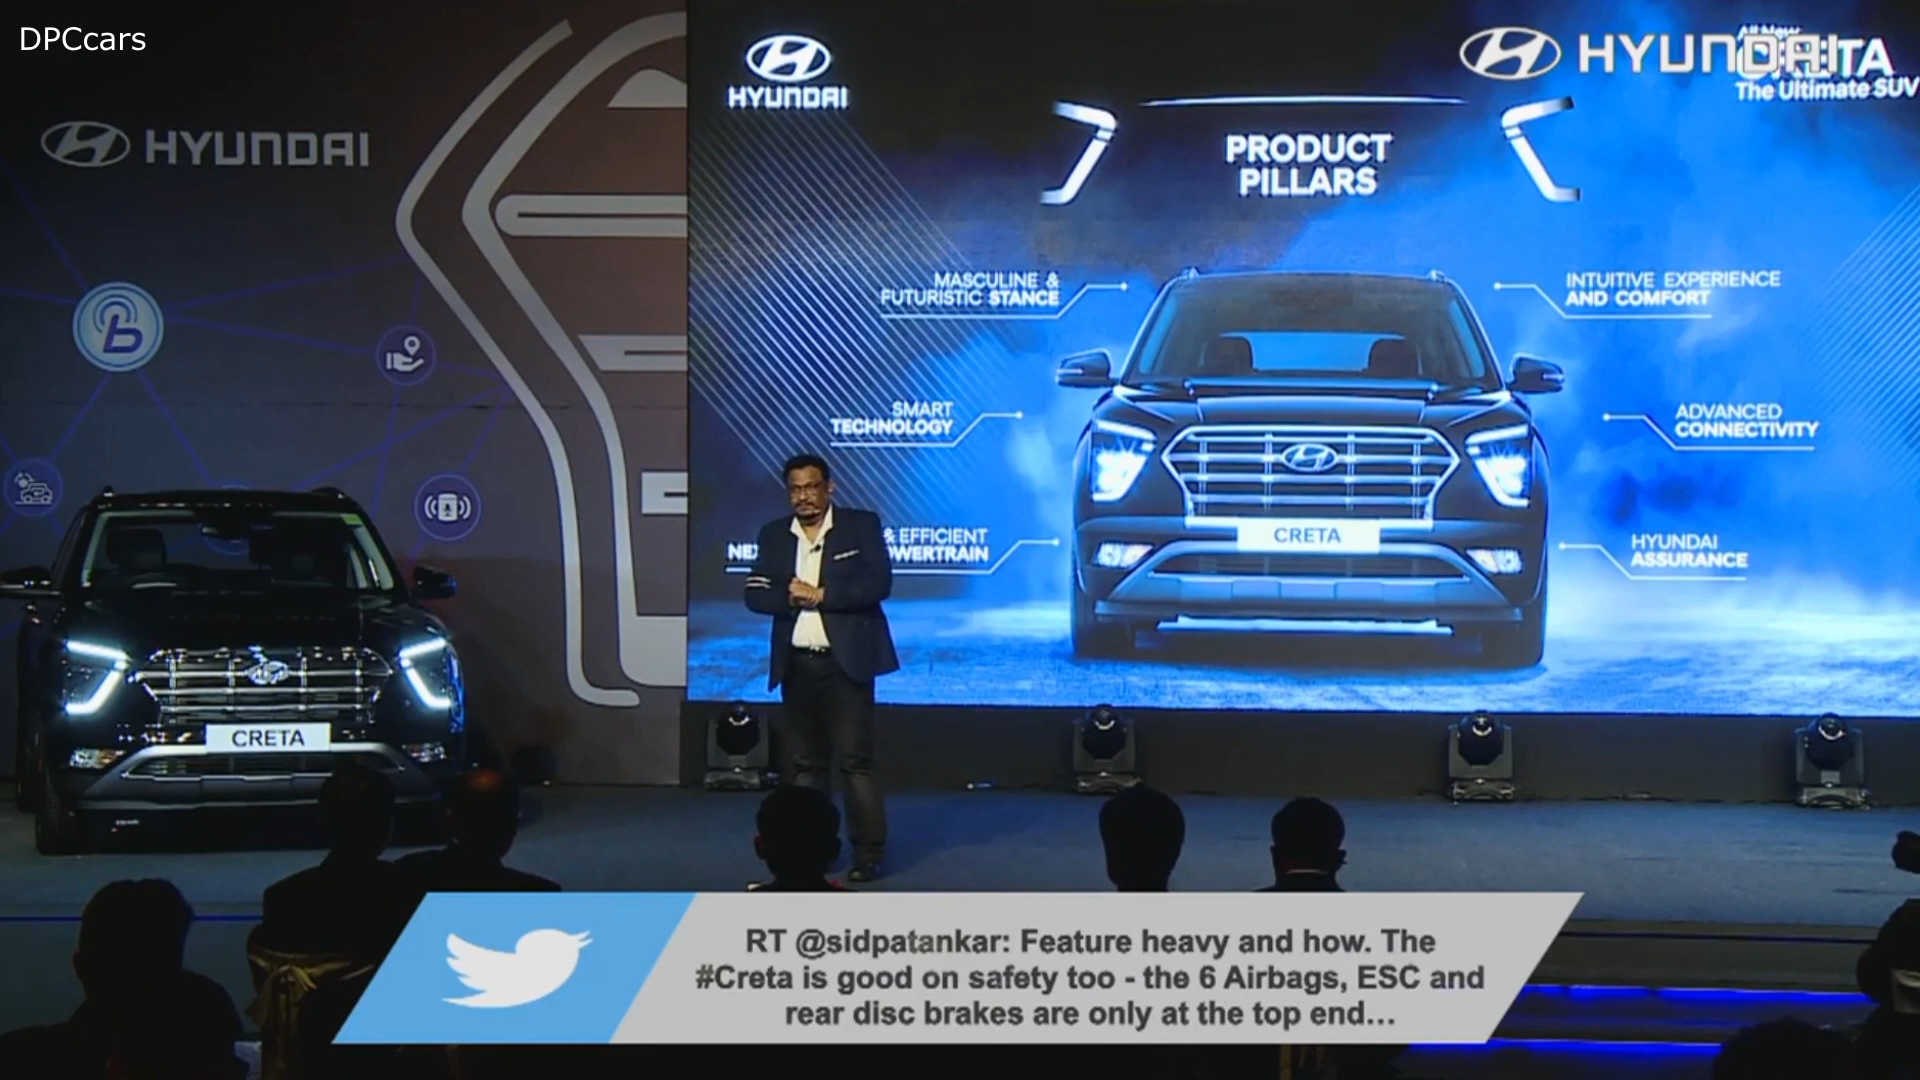 DPCcars
HYUNDAI
HYUNDAI
HYUNDAI
The Ultimate SUV
PRODUCT
PILLARS
MASCULINE &
FUTURISTIC STANCE
INTUITIVE EXPERIENCE
AND COMFORT
SMART
TECHNOLOGY
ADVANCED
CONNECTIVITY
& EFFICIENT
HYUNDAI
ASSURANCE
CRETA
CRETA
RT @sidpatankar: Feature heavy and how. The
#Creta is good on safety too - the 6 Airbags, ESC and
rear disc brakes are only at the top end...